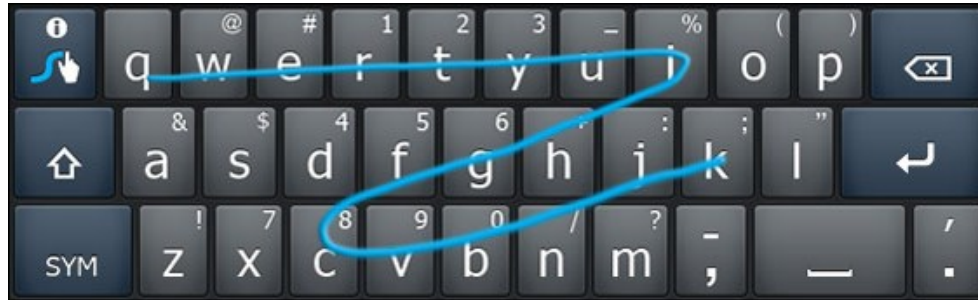 i @ # 1 2 3 _ % ( )
q w e r t y u i o p
& $ 4 5 6 + : ; "
a s d f g h j k l
! 7 8 9 0 / ? - '
SYM z x c v b n m , .